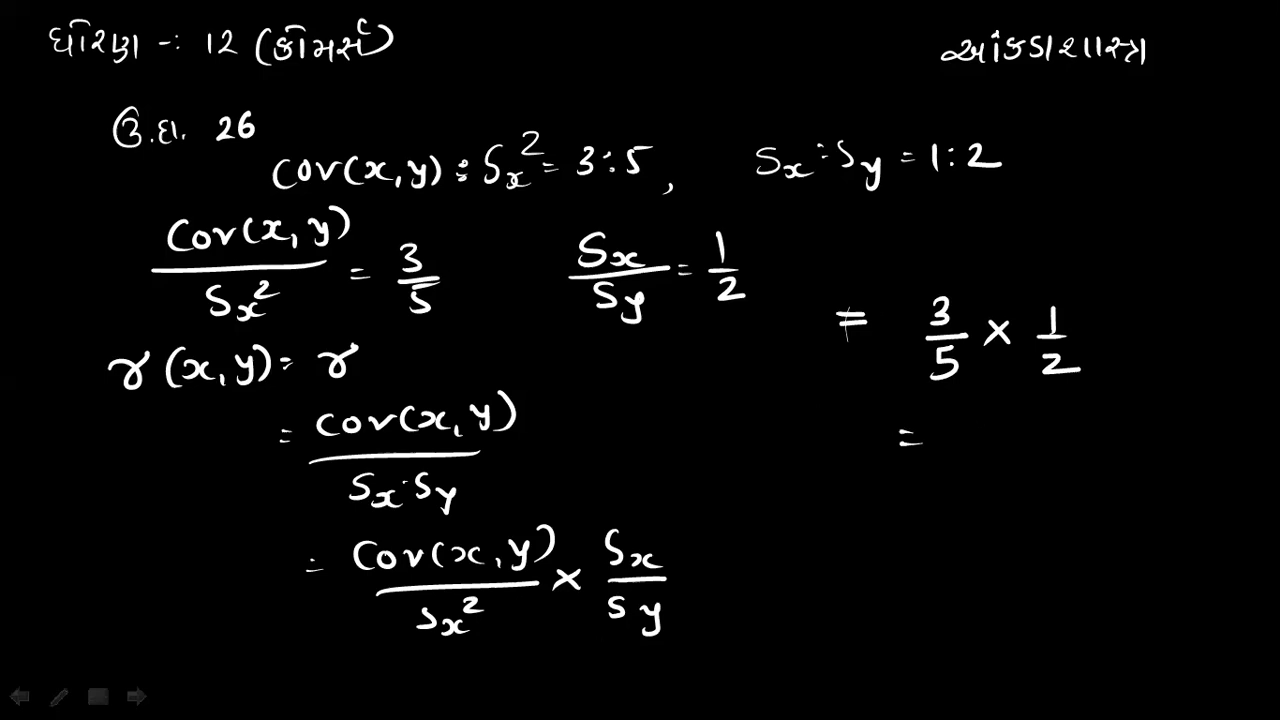 ધોરણ -: 12 (કોમર્સ)
આંકડાશાસ્ત્ર
ઉ.દા. 26
Cov(x, y) : Sx² = 3:5, Sx : Sy = 1:2
Cov(x, y) / Sx² = 3/5
Sx / Sy = 1/2
r (x, y) = r
= Cov(x, y) / Sx · Sy
= Cov(x, y) / Sx² × Sx / Sy
= 3/5 × 1/2
=